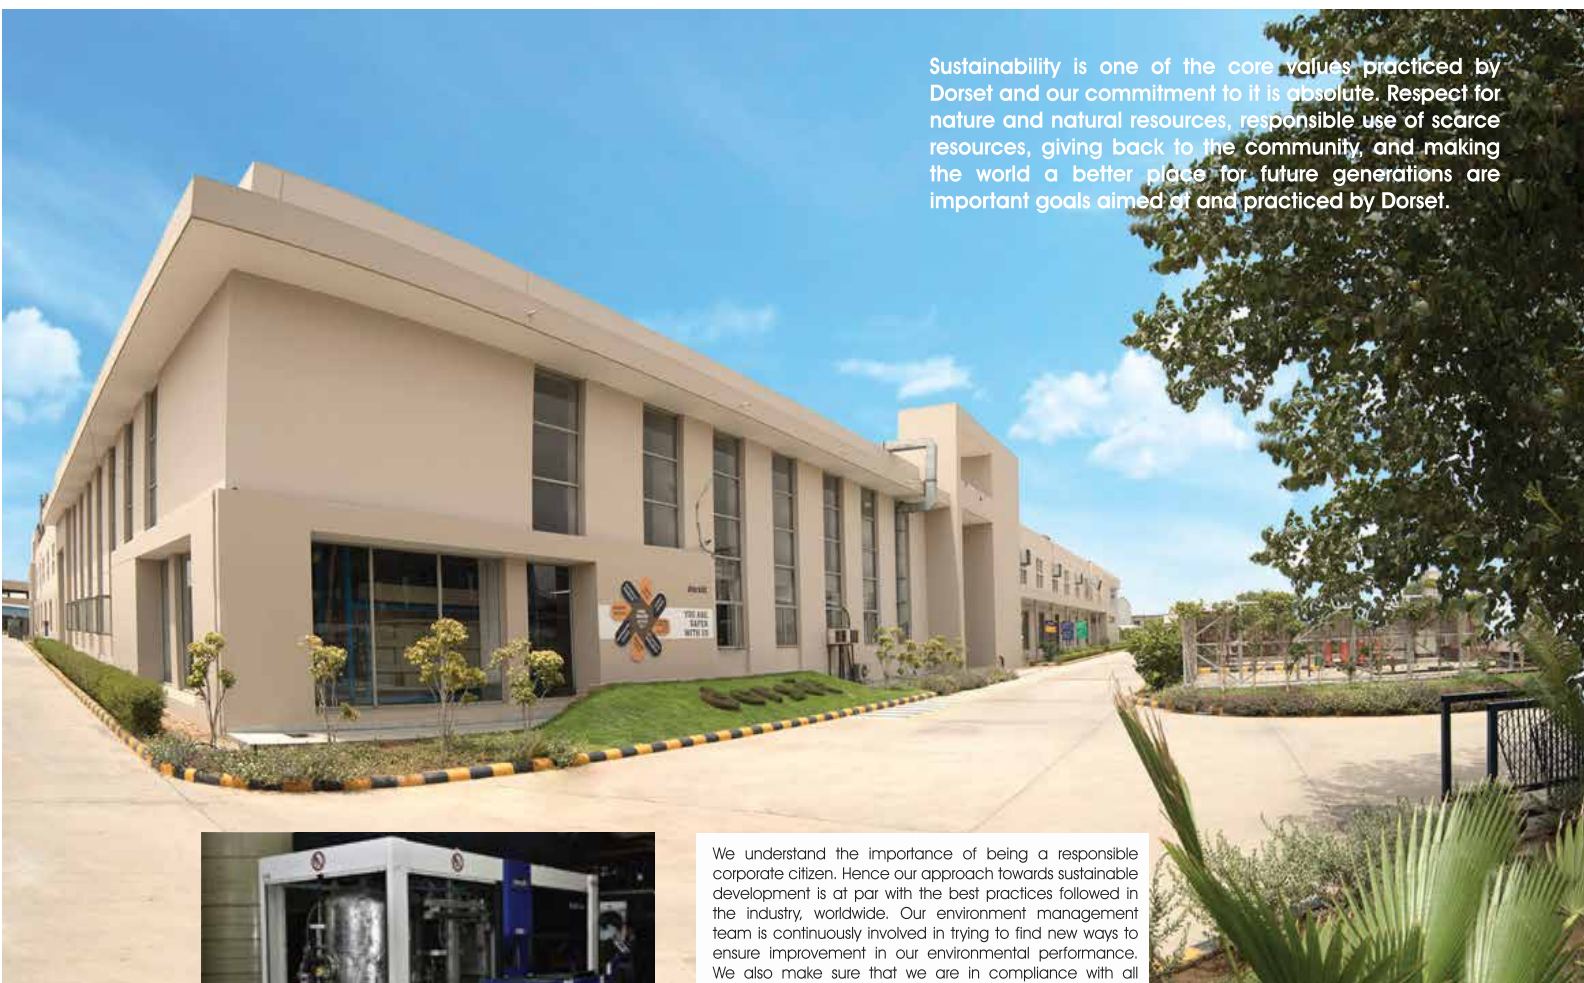 Sustainability is one of the core values practiced by
Dorset and our commitment to it is absolute. Respect for
nature and natural resources, responsible use of scarce
resources, giving back to the community, and making
the world a better place for future generations are
important goals aimed at and practiced by Dorset.
YOU ARE
SAFER
WITH US
We understand the importance of being a responsible
corporate citizen. Hence our approach towards sustainable
development is at par with the best practices followed in
the industry, worldwide. Our environment management
team is continuously involved in trying to find new ways to
ensure improvement in our environmental performance.
We also make sure that we are in compliance with all